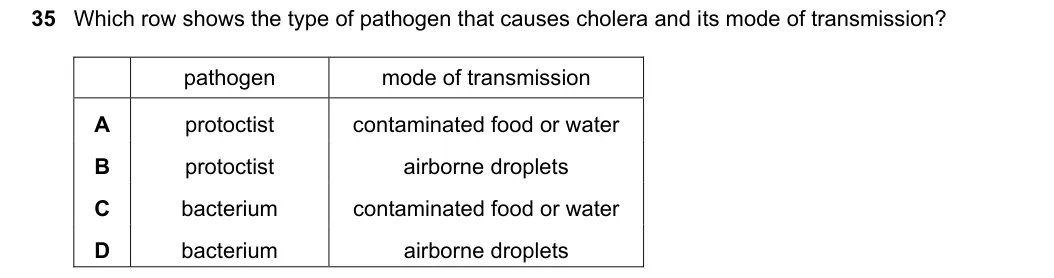 35 Which row shows the type of pathogen that causes cholera and its mode of transmission?
pathogen mode of transmission
A protoctist contaminated food or water
B protoctist airborne droplets
C bacterium contaminated food or water
D bacterium airborne droplets